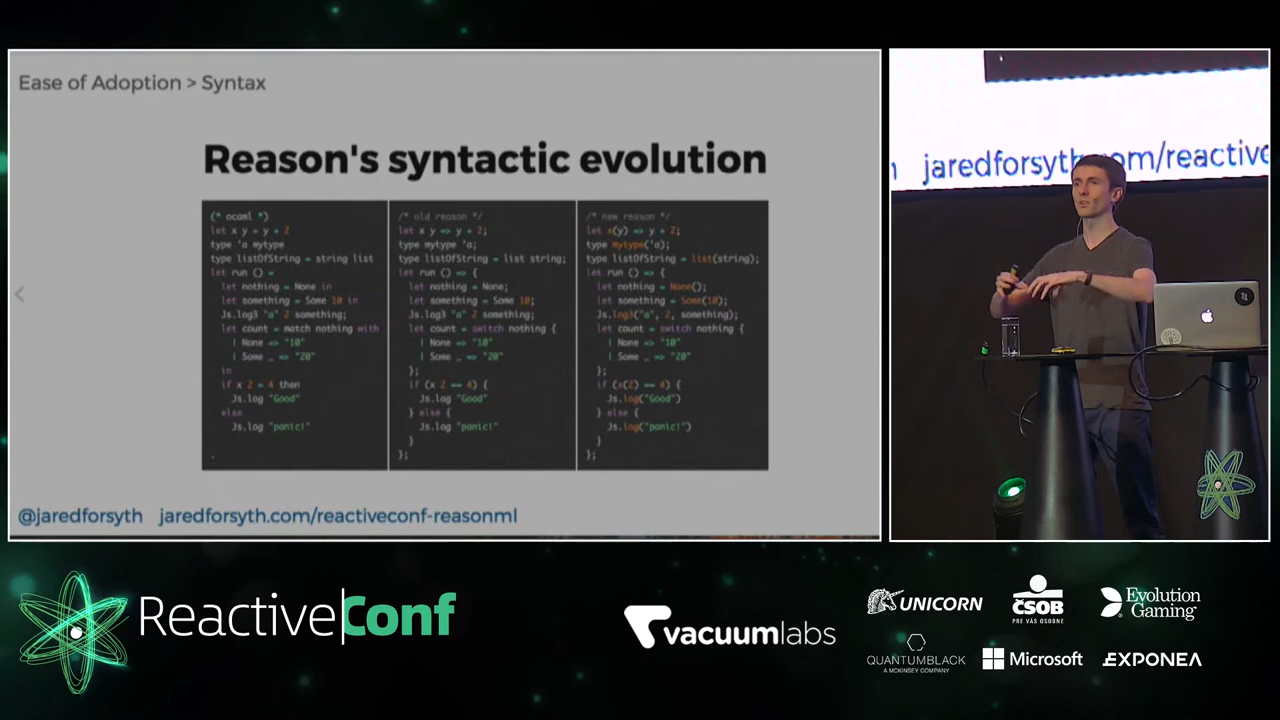 Ease of Adoption > Syntax
Reason's syntactic evolution
(* ocaml *)
let x y = y + 2
type 'a mytype
type listOfString = string list
let run () =
let nothing = None in
let something = Some 10 in
Js.log3 "a" 2 something;
let count = match nothing with
| None => "10"
| Some _ => "20"
in
if x 2 = 4 then
Js.log "Good"
else
Js.log "panic!"
/* old reason */
let x y => y + 2;
type mytype 'a;
type listOfString = list string;
let run () => {
let nothing = None;
let something = Some 10;
Js.log3 "a" 2 something;
let count = switch nothing {
| None => "10"
| Some _ => "20"
};
if (x 2 == 4) {
Js.log "Good"
} else {
Js.log "panic!"
}
};
/* new reason */
let x(y) => y + 2;
type mytype('a);
type listOfString = list(string);
let run () => {
let nothing = None();
let something = Some(10);
Js.log3("a", 2, something);
let count = switch nothing {
| None => "10"
| Some _ => "20"
};
if (x(2) == 4) {
Js.log("Good")
} else {
Js.log("panic!")
}
};
@jaredforsyth jaredforsyth.com/reactiveconf-reasonml
jaredforsyth.com/reactive
ReactiveConf
vacuumlabs
UNICORN
ČSOB
PRE VÁS OSOBNE
Evolution
Gaming
QUANTUMBLACK
A MCKINSEY COMPANY
Microsoft
EXPONEA